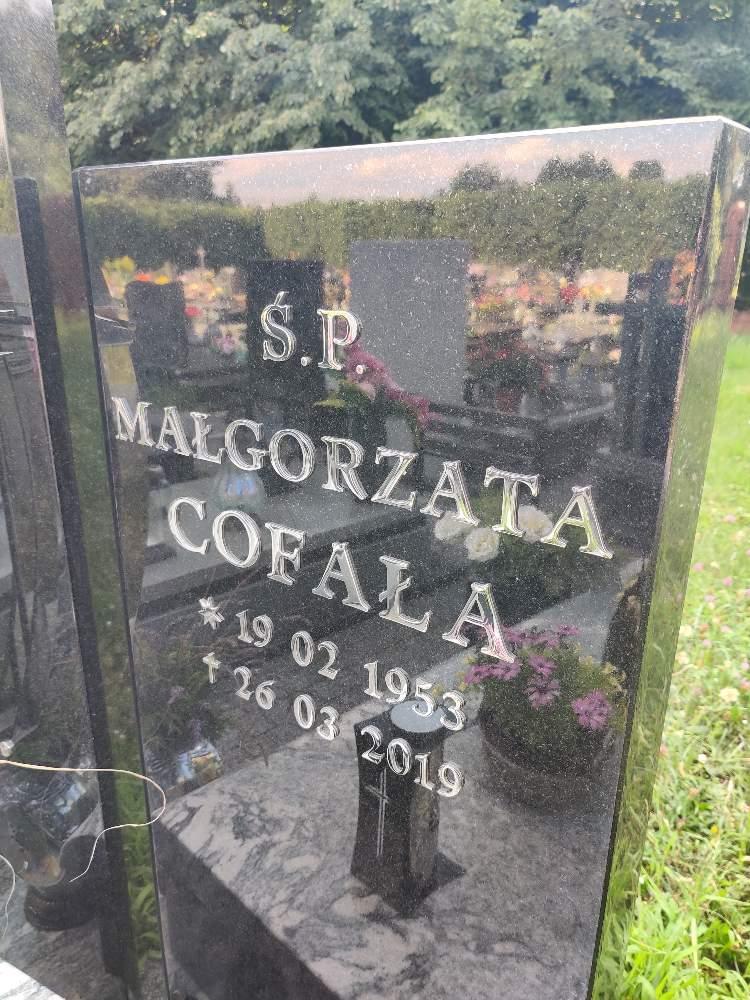 Ś.P.
MAŁGORZATA
COFAŁA
* 19 02 1953
† 26 03 2019